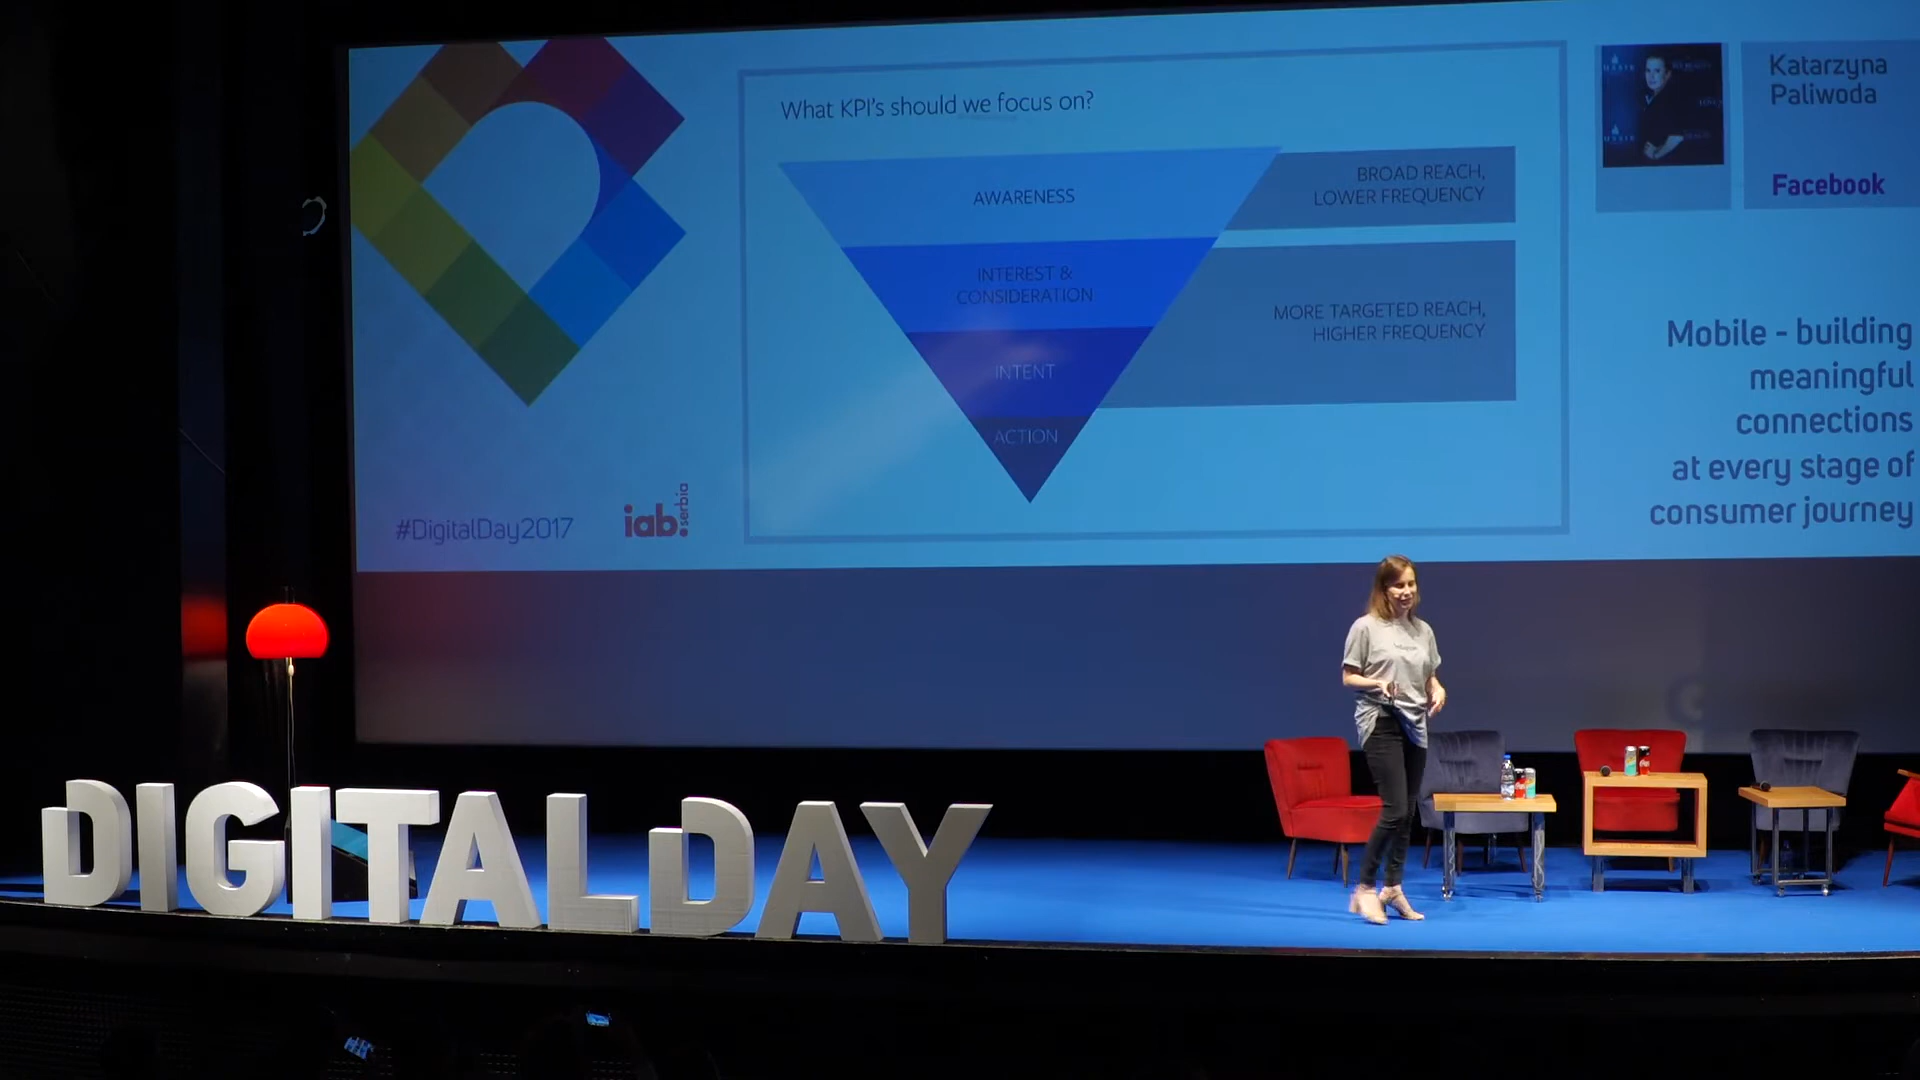 What KPI's should we focus on?
AWARENESS
BROAD REACH,
LOWER FREQUENCY
INTEREST &
CONSIDERATION
MORE TARGETED REACH,
HIGHER FREQUENCY
INTENT
ACTION
Katarzyna
Paliwoda
Facebook
Mobile - building
meaningful
connections
at every stage of
consumer journey
#DigitalDay2017
iab.
serbia
DIGITALDAY